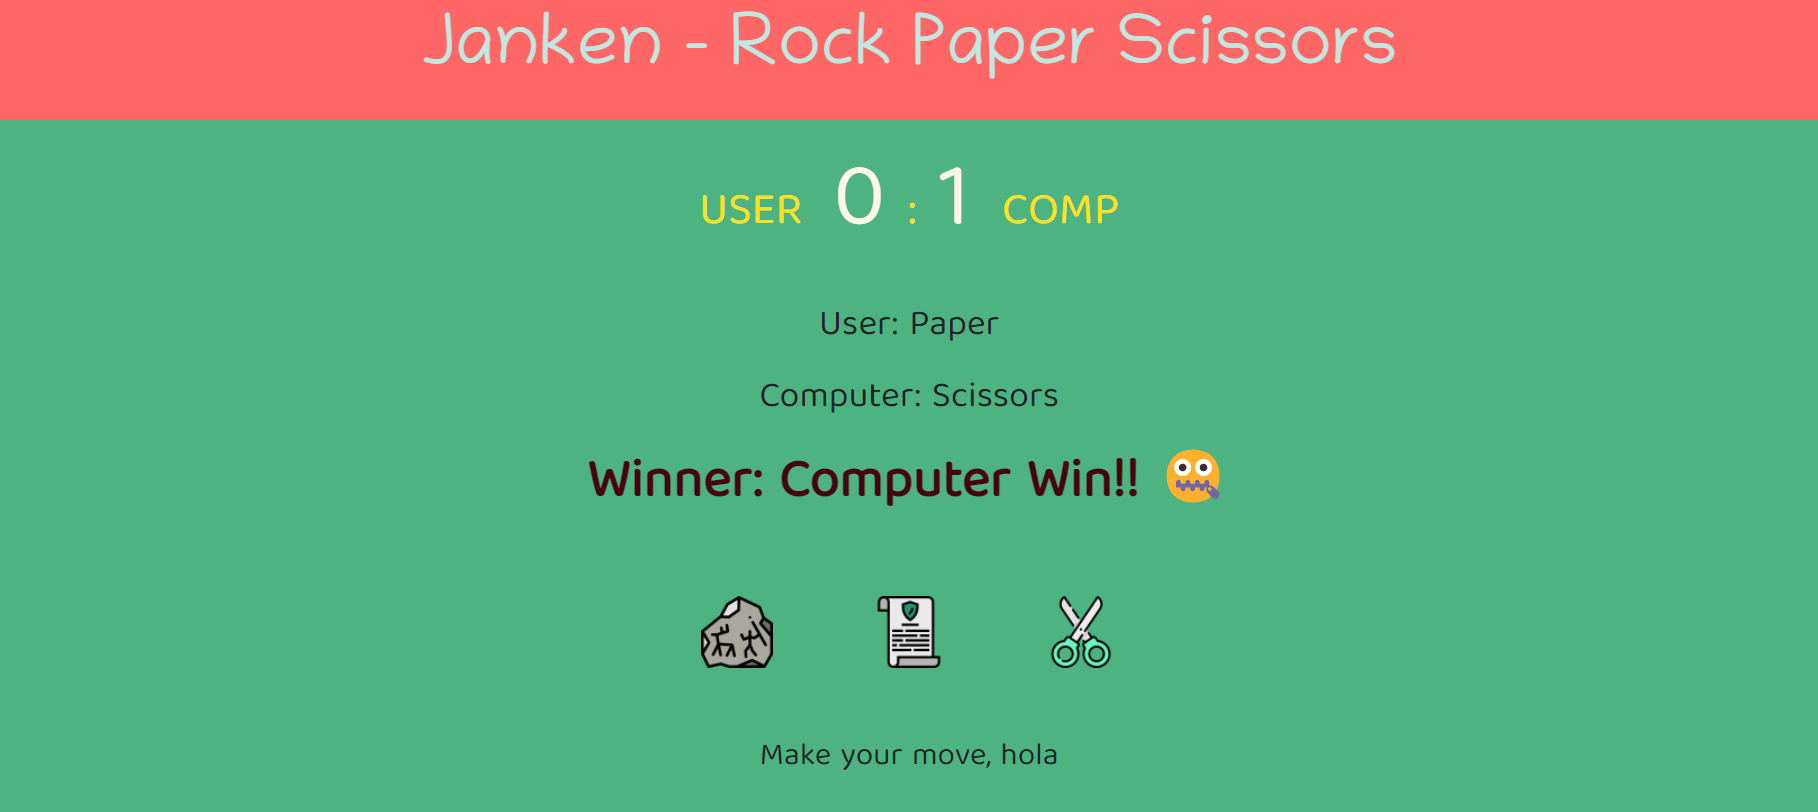 Janken - Rock Paper Scissors
USER 0 : 1 COMP
User: Paper
Computer: Scissors
Winner: Computer Win!!
Make your move, hola